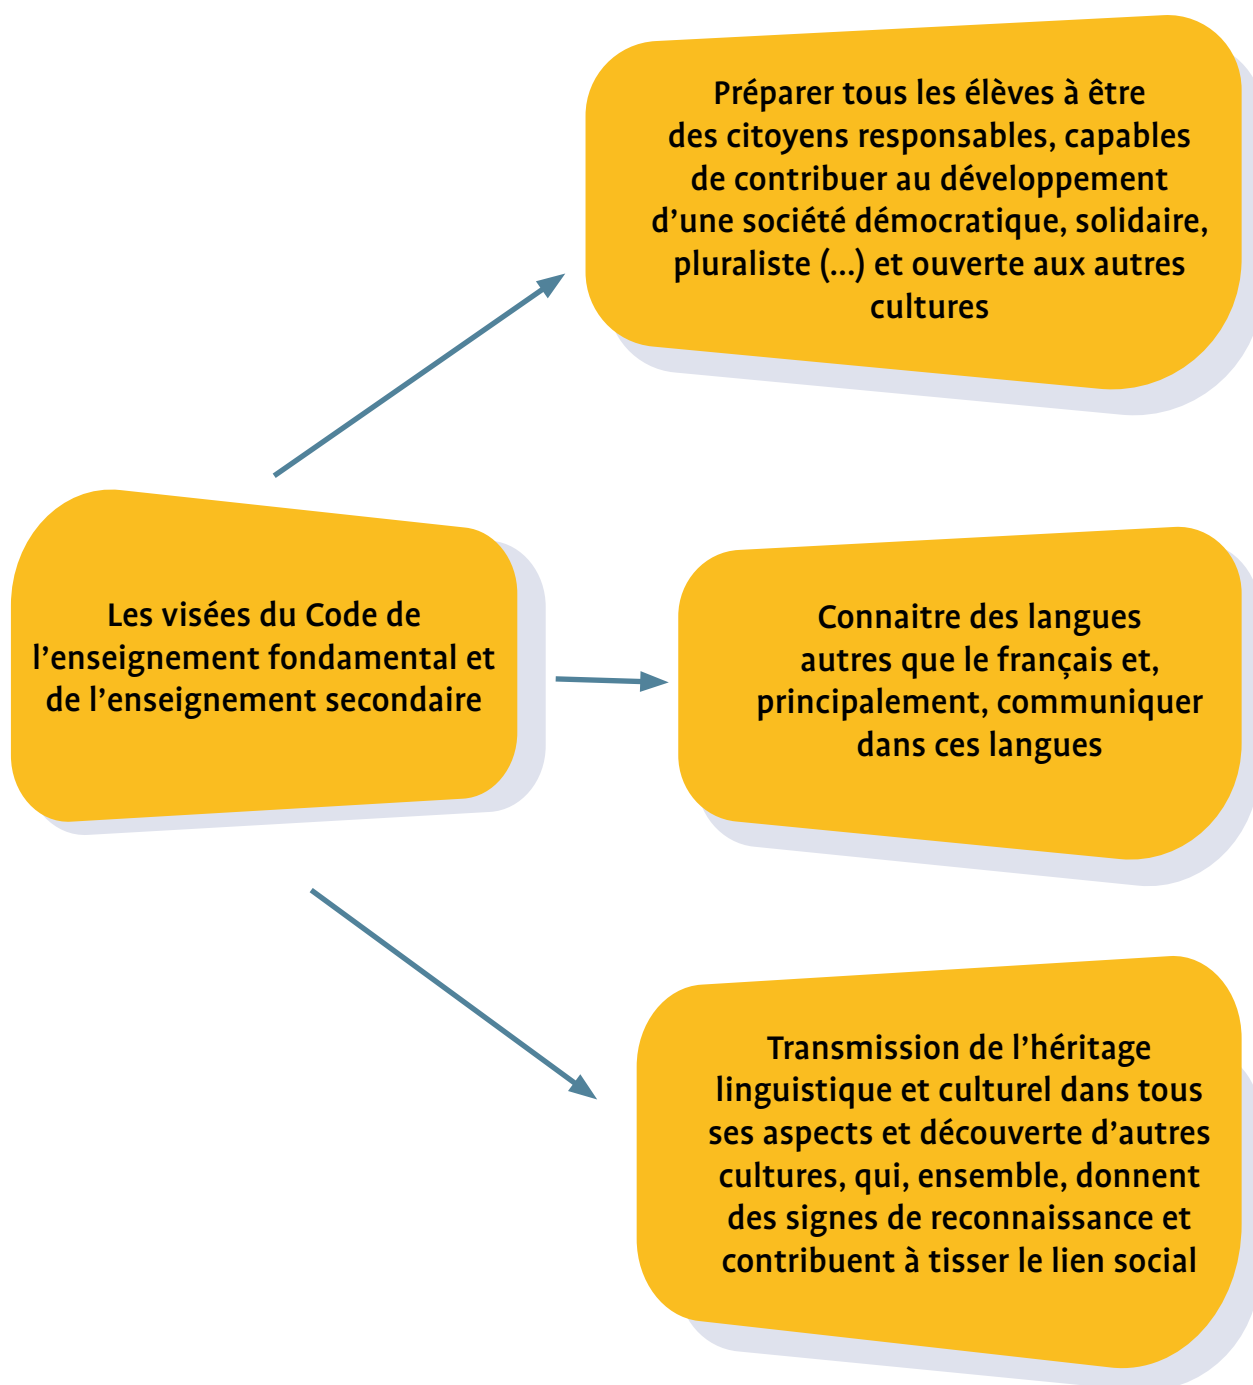 Préparer tous les élèves à être
des citoyens responsables, capables
de contribuer au développement
d’une société démocratique, solidaire,
pluraliste (...) et ouverte aux autres
cultures
Les visées du Code de
l’enseignement fondamental et
de l’enseignement secondaire
Connaitre des langues
autres que le français et,
principalement, communiquer
dans ces langues
Transmission de l’héritage
linguistique et culturel dans tous
ses aspects et découverte d’autres
cultures, qui, ensemble, donnent
des signes de reconnaissance et
contribuent à tisser le lien social